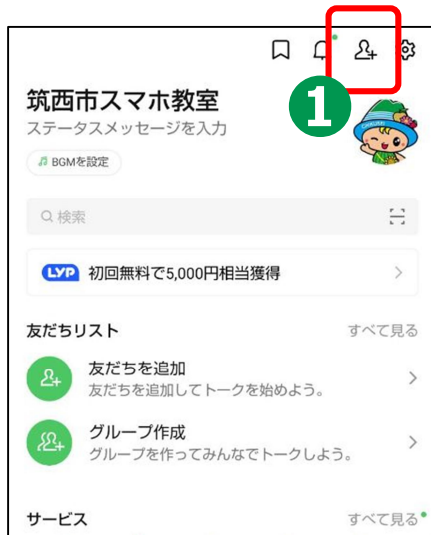 1
筑西市スマホ教室
ステータスメッセージを入力
BGMを設定
検索
LYP 初回無料で5,000円相当獲得
友だちリスト すべて見る
友だちを追加
友だちを追加してトークを始めよう。
グループ作成
グループを作ってみんなでトークしよう。
サービス すべて見る